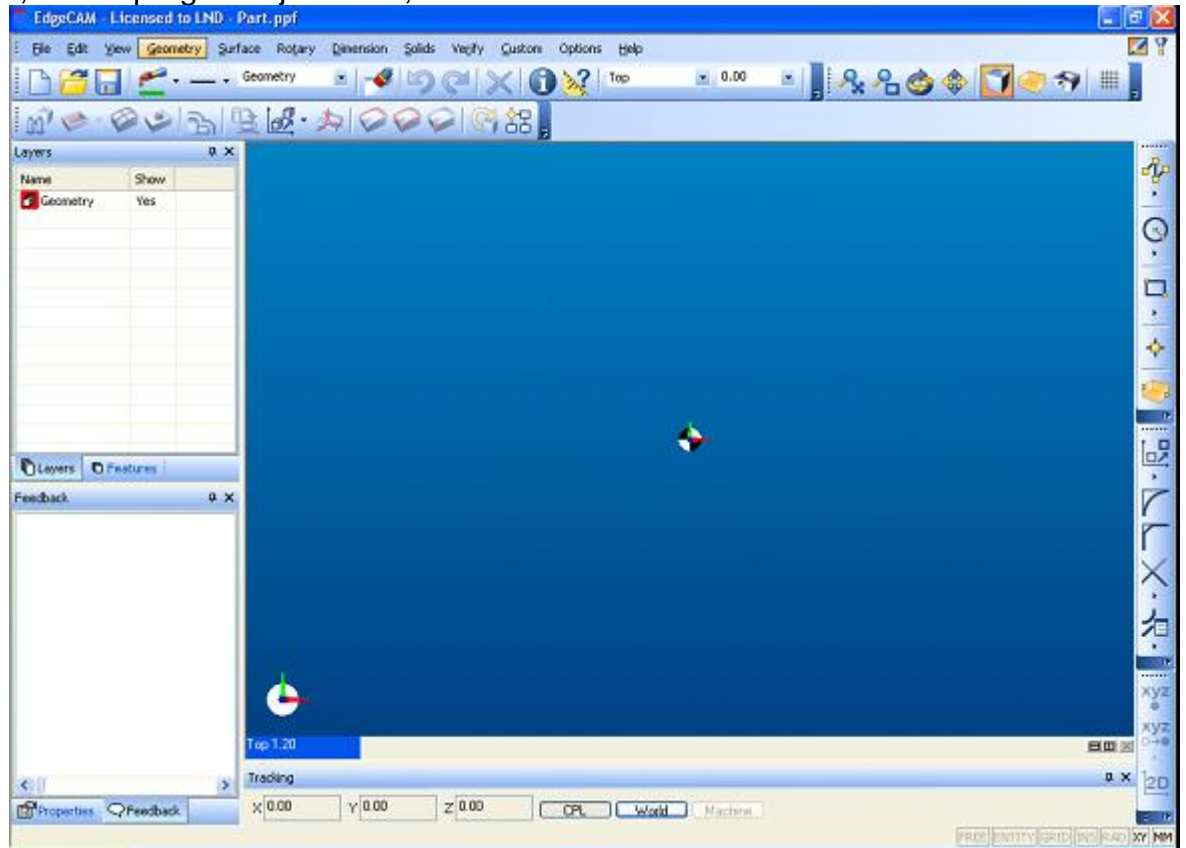 EdgeCAM - Licensed to LND - Part.ppf
File Edit View Geometry Surface Rotary Dimension Solids Verify Custom Options Help
Geometry Top 0.00
Layers
Name Show
Geometry Yes
Layers Features
Feedback
Top 1.20
Tracking
X 0.00 Y 0.00 Z 0.00 CPL World Machine
Properties Feedback
xyz
xyz
2D
FREE ENTITY GRID INS RAD XY MM